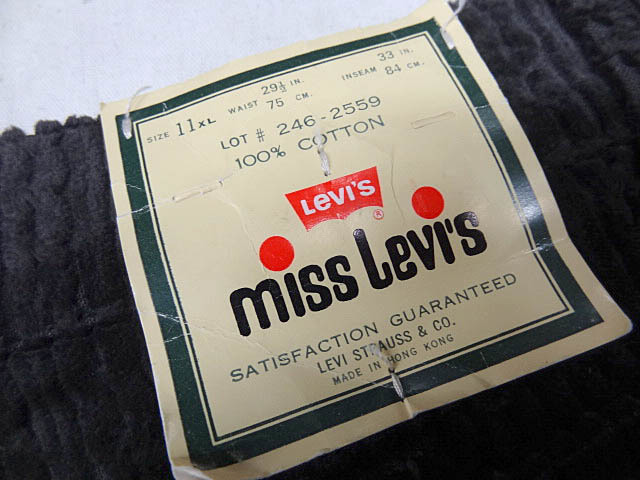 SIZE 11XL WAIST 29½ IN. 75 CM. INSEAM 33 IN. 84 CM.
LOT # 246-2559
100% COTTON
LEVI'S ®
miss Levi's
SATISFACTION GUARANTEED
LEVI STRAUSS & CO.
MADE IN HONG KONG